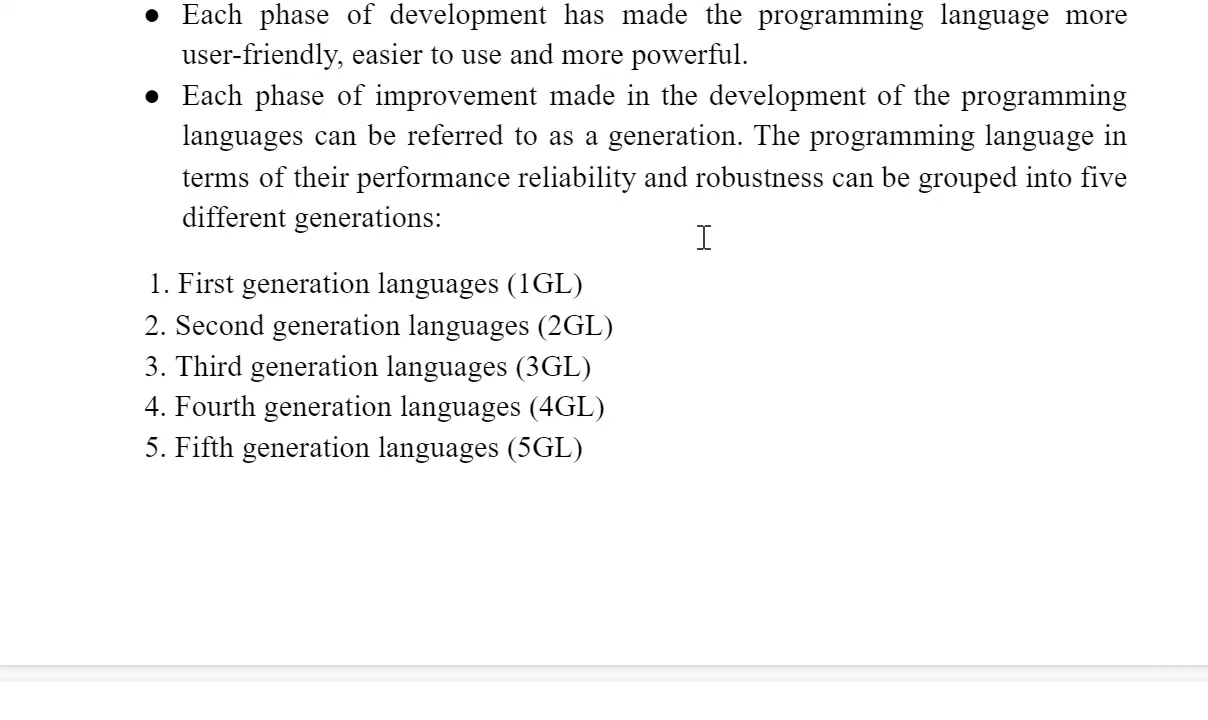 ● Each phase of development has made the programming language more
user-friendly, easier to use and more powerful.
● Each phase of improvement made in the development of the programming
languages can be referred to as a generation. The programming language in
terms of their performance reliability and robustness can be grouped into five
different generations:
1. First generation languages (1GL)
2. Second generation languages (2GL)
3. Third generation languages (3GL)
4. Fourth generation languages (4GL)
5. Fifth generation languages (5GL)